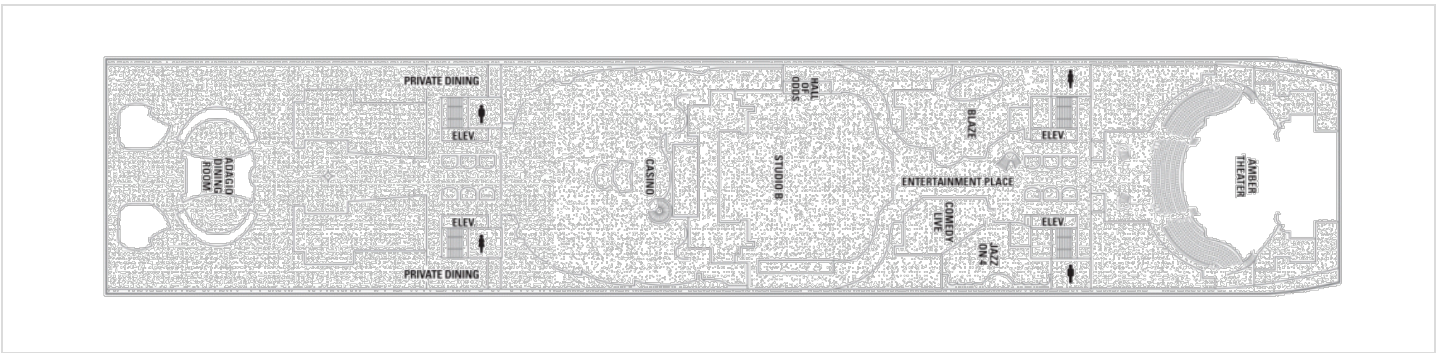 PRIVATE DINING
ELEV.
ADAGIO
DINING
ROOM
ELEV.
PRIVATE DINING
CASINO
STUDIO B
HALL
OF
ODDS
BLAZE
ENTERTAINMENT PLACE
COMEDY
LIVE
JAZZ
ON 4
ELEV.
ELEV.
AMBER
THEATER